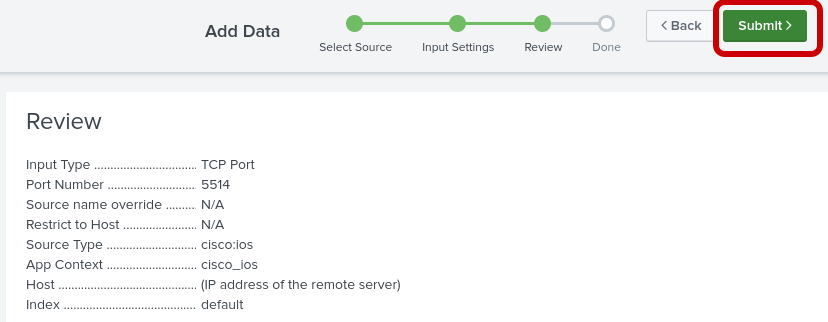 Add Data
Select Source
Input Settings
Review
Done
< Back
Submit >
Review
Input Type ................................ TCP Port
Port Number ........................... 5514
Source name override ......... N/A
Restrict to Host ...................... N/A
Source Type ........................... cisco:ios
App Context ........................... cisco_ios
Host .......................................... (IP address of the remote server)
Index ........................................ default